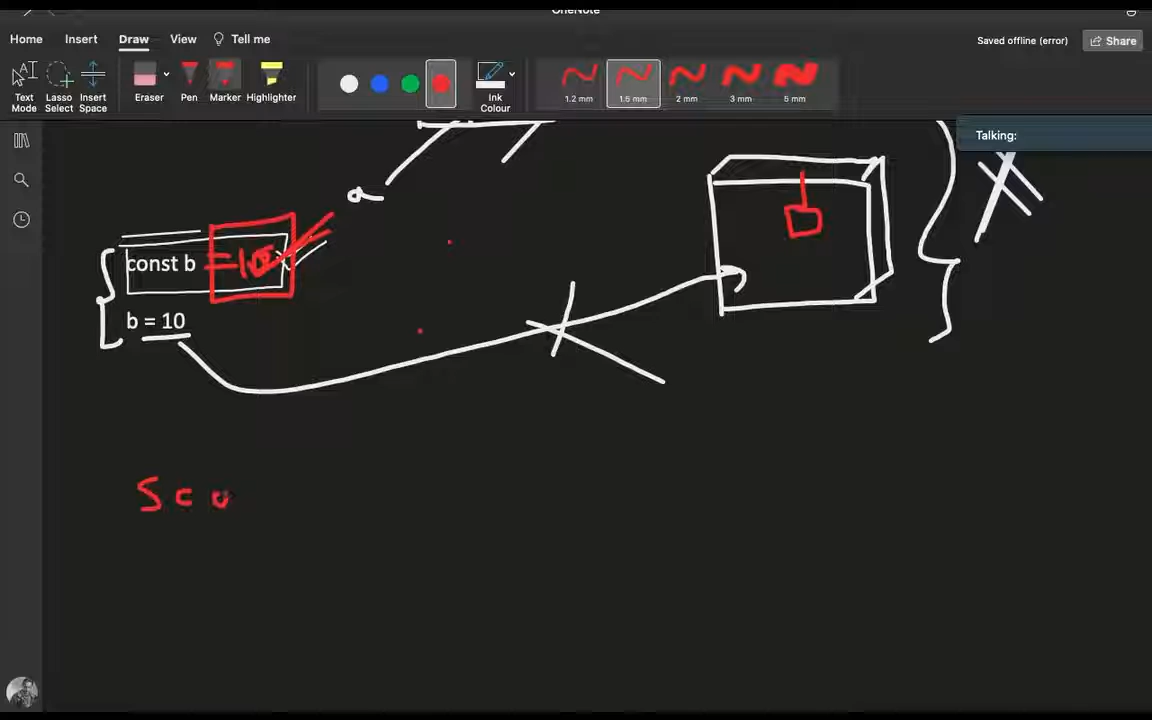 OneNote
Home Insert Draw View Tell me
Saved offline (error) Share
Text Mode Lasso Select Insert Space Eraser Pen Marker Highlighter Ink Colour 1.2 mm 1.5 mm 2 mm 3 mm 5 mm
Talking:
a
const b = 10
b = 10
S c o